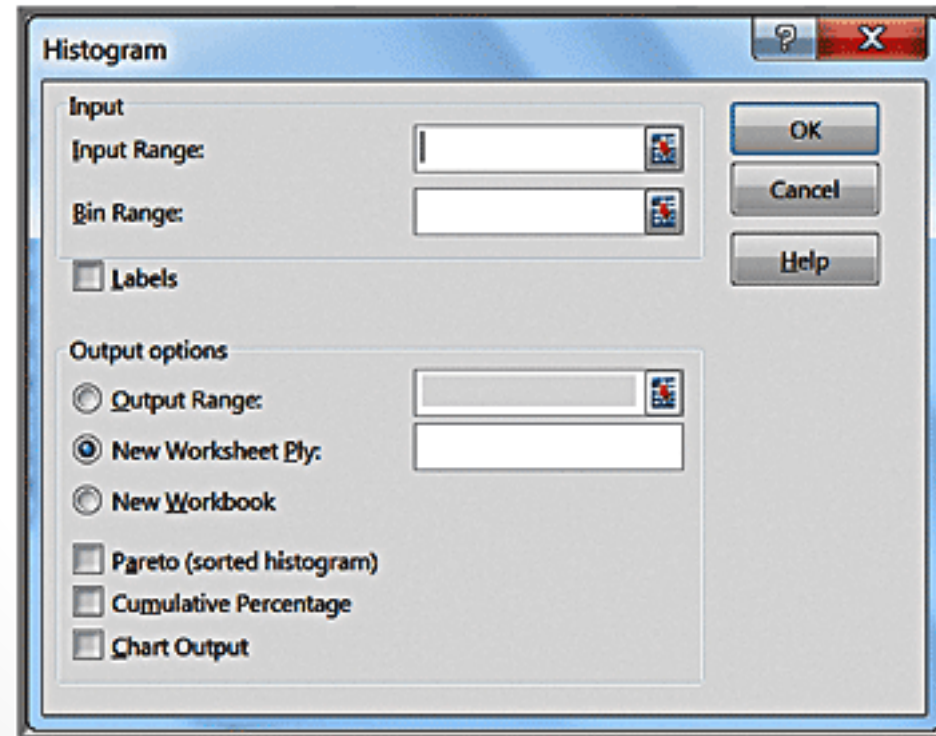 Histogram
Input
Input Range:
Bin Range:
Labels
OK
Cancel
Help
Output options
Output Range:
New Worksheet Ply:
New Workbook
Pareto (sorted histogram)
Cumulative Percentage
Chart Output